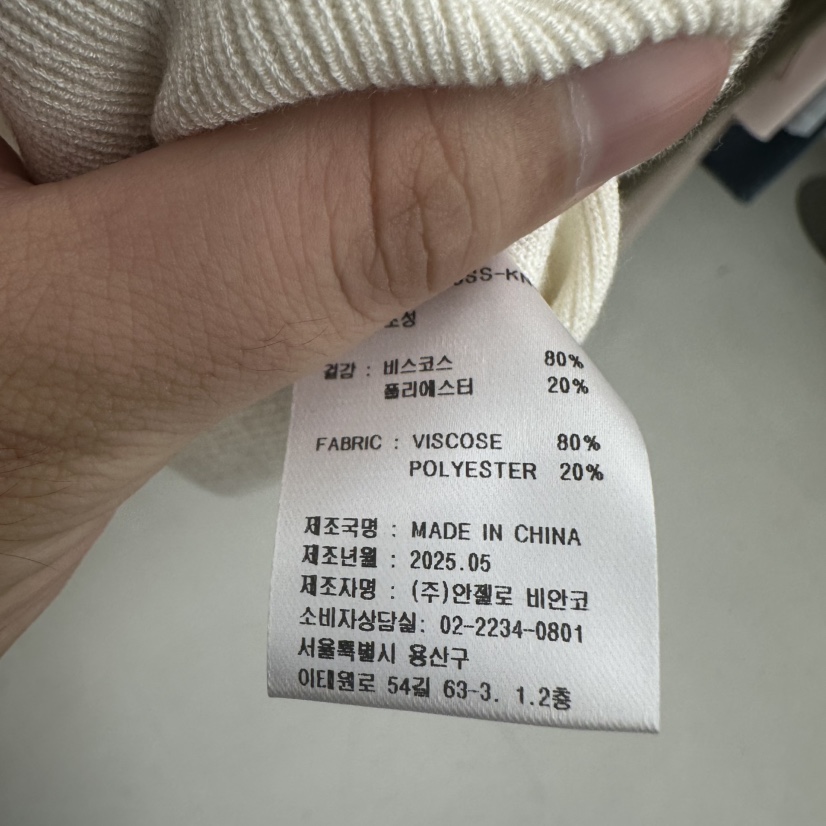 겉감 : 비스코스 80%
폴리에스터 20%
FABRIC : VISCOSE 80%
POLYESTER 20%
제조국명 : MADE IN CHINA
제조년월 : 2025.05
제조자명 : (주)안젤로 비안코
소비자상담실: 02-2234-0801
서울특별시 용산구
이태원로 54길 63-3. 1.2층